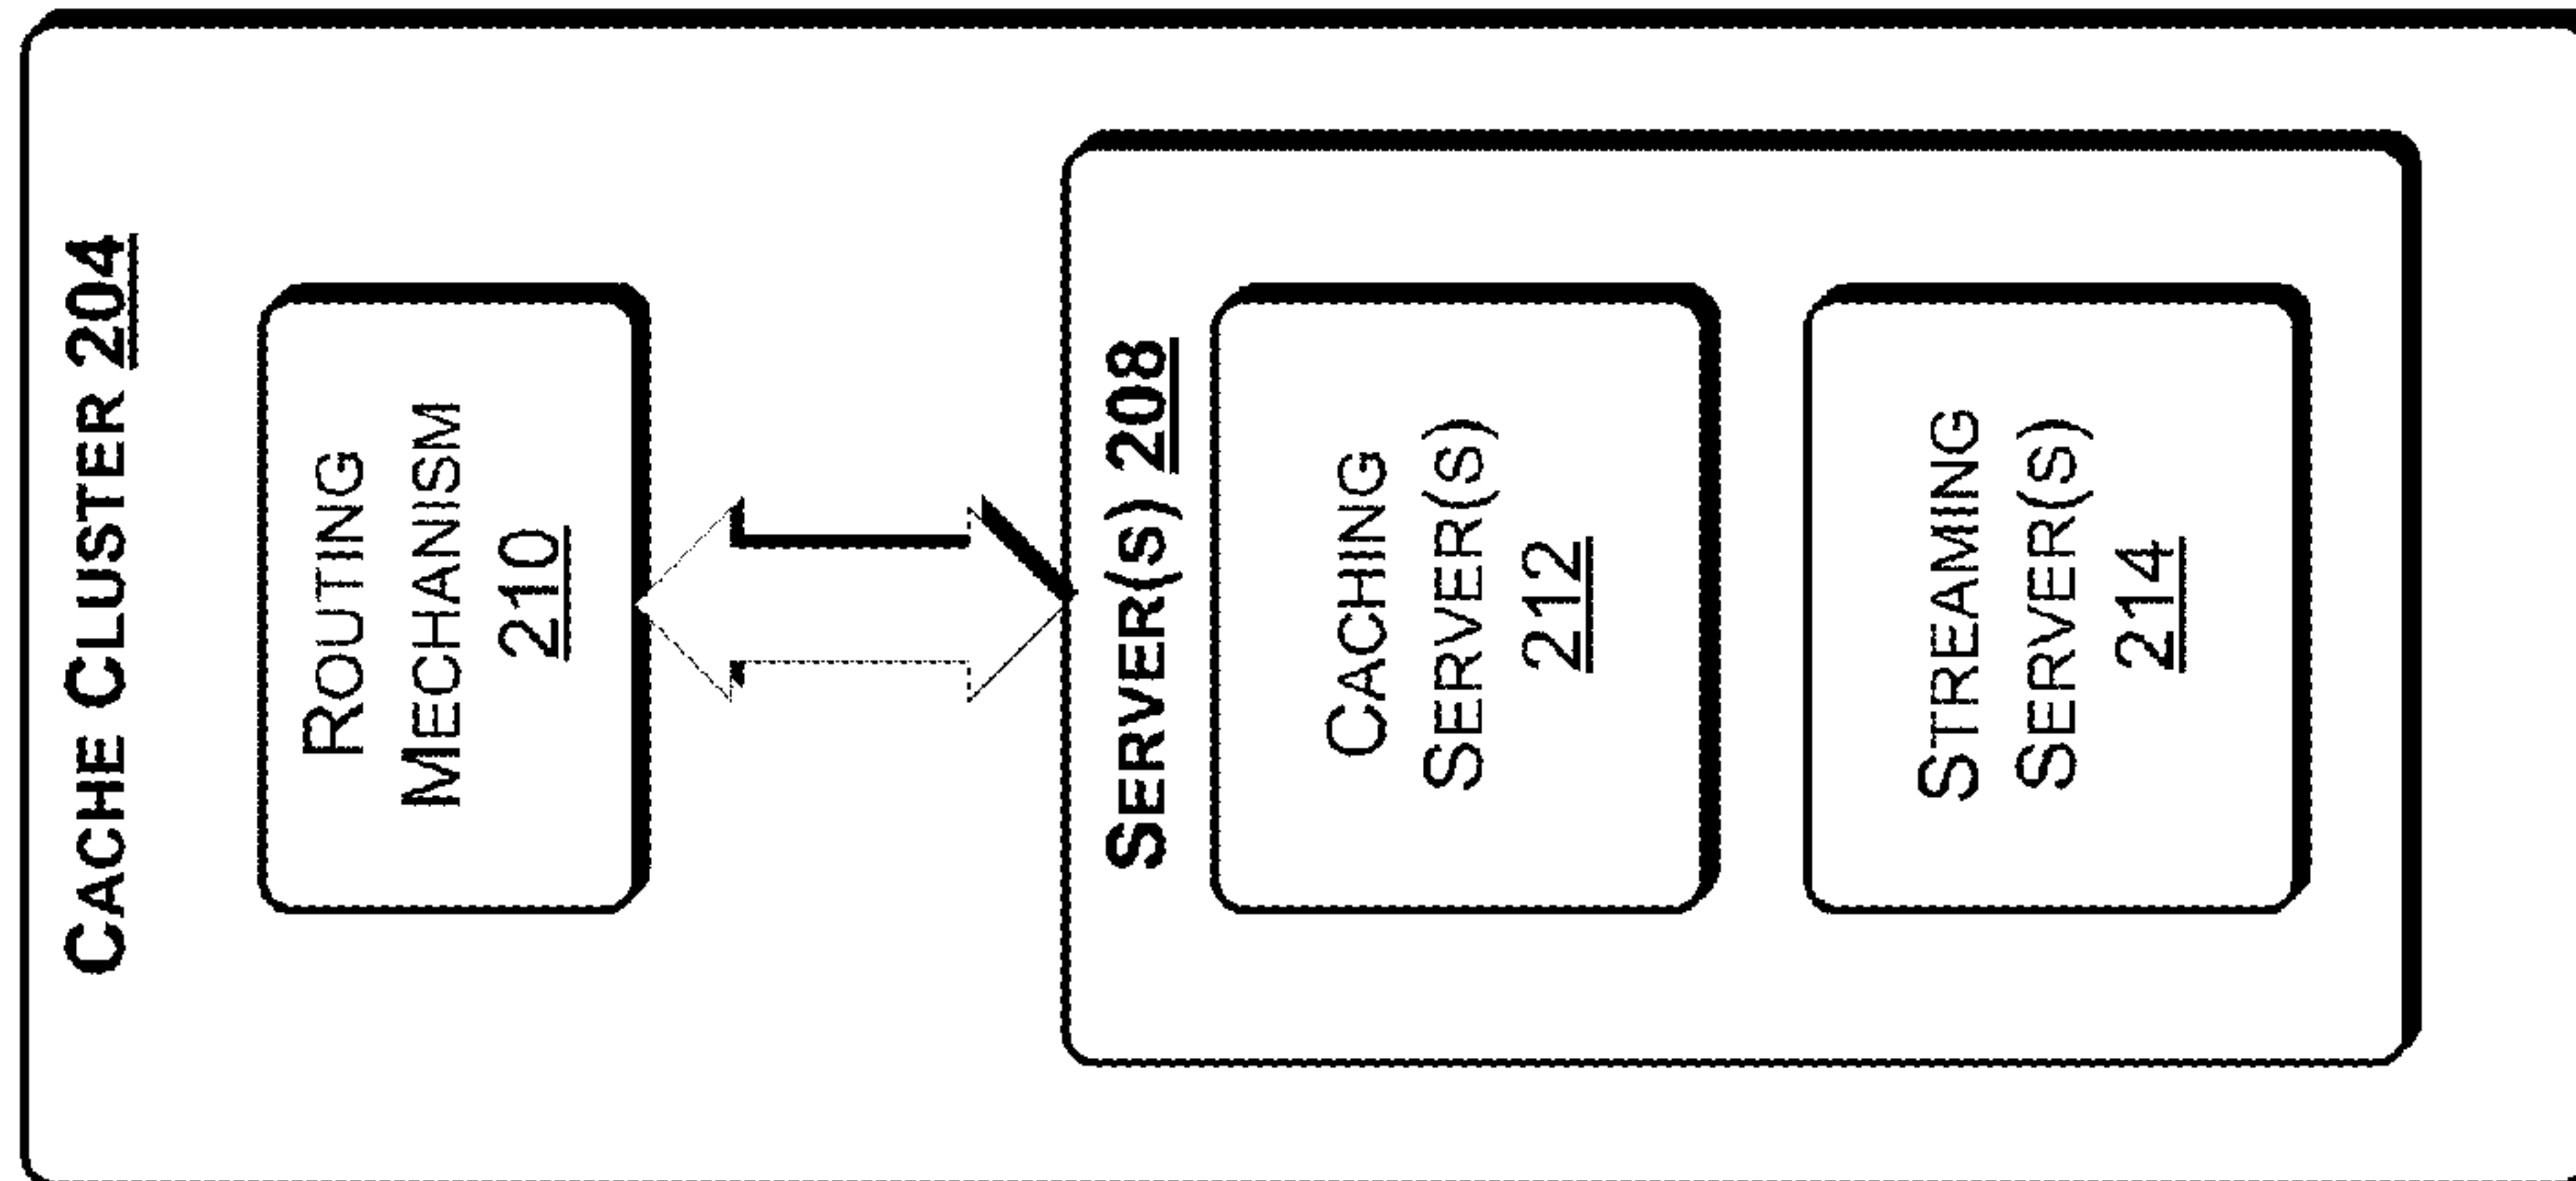 CACHE CLUSTER 204
ROUTING
MECHANISM
210
SERVER(S) 208
CACHING
SERVER(S)
212
STREAMING
SERVER(S)
214